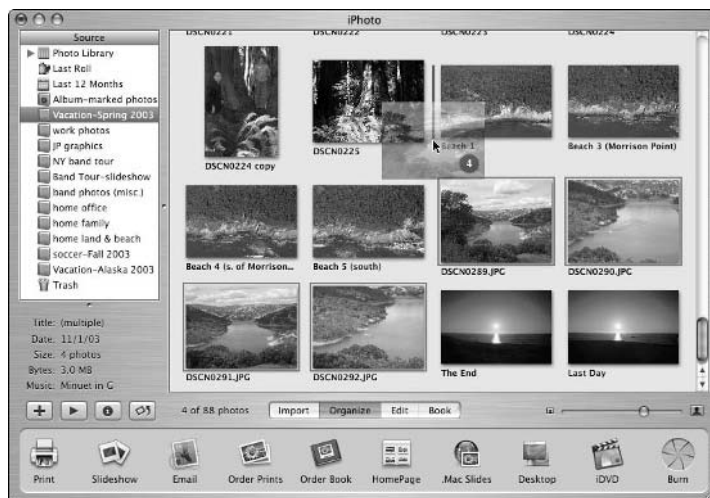 iPhoto
Source
Photo Library
Last Roll
Last 12 Months
Album-marked photos
Vacation-Spring 2003
work photos
JP graphics
NY band tour
Band Tour-slideshow
band photos (misc.)
home office
home family
home land & beach
soccer-Fall 2003
Vacation-Alaska 2003
Trash
DSCN0221 DSCN0222 DSCN0223 DSCN0224
DSCN0224 copy DSCN0225 Beach 1 Beach 3 (Morrison Point)
4
Beach 4 (s. of Morrison... Beach 5 (south) DSCN0289.JPG DSCN0290.JPG
DSCN0291.JPG DSCN0292.JPG The End Last Day
Title: (multiple)
Date: 11/1/03
Size: 4 photos
Bytes: 3.0 MB
Music: Minuet in G
4 of 88 photos Import Organize Edit Book
Print Slideshow Email Order Prints Order Book HomePage .Mac Slides Desktop iDVD Burn